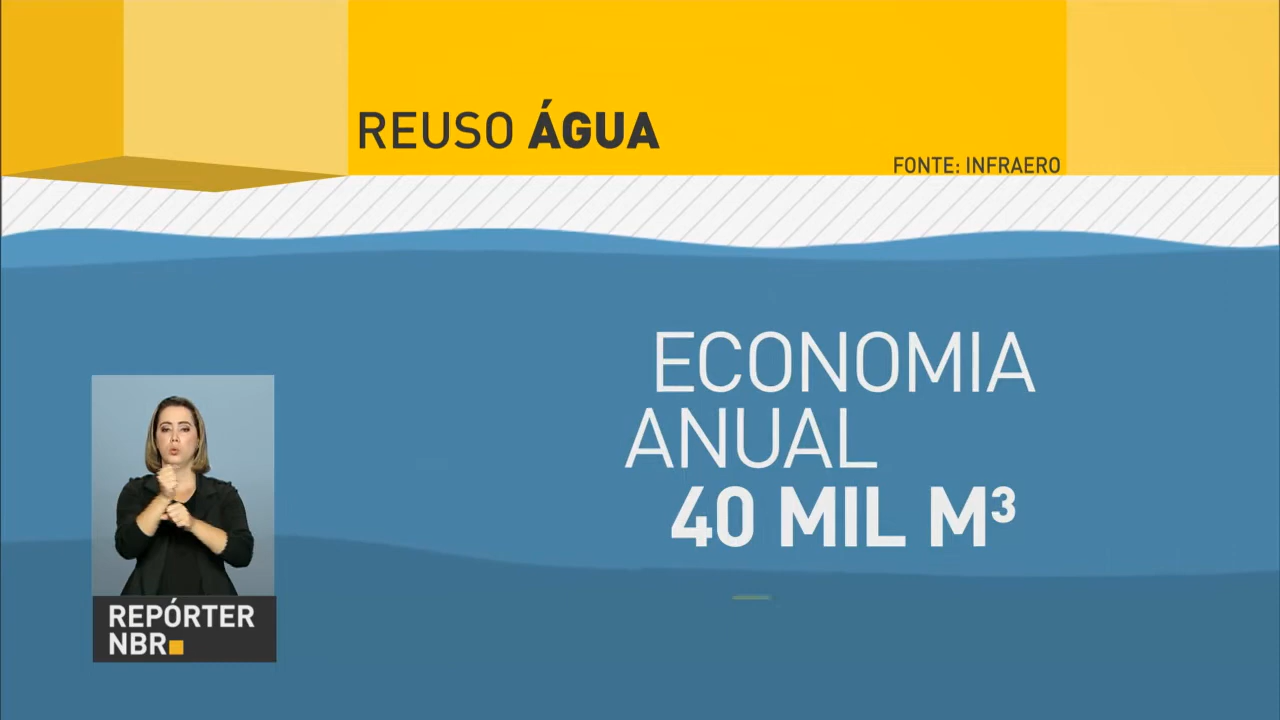 REUSO ÁGUA
FONTE: INFRAERO
ECONOMIA
ANUAL
40 MIL M³
REPÓRTER
NBR